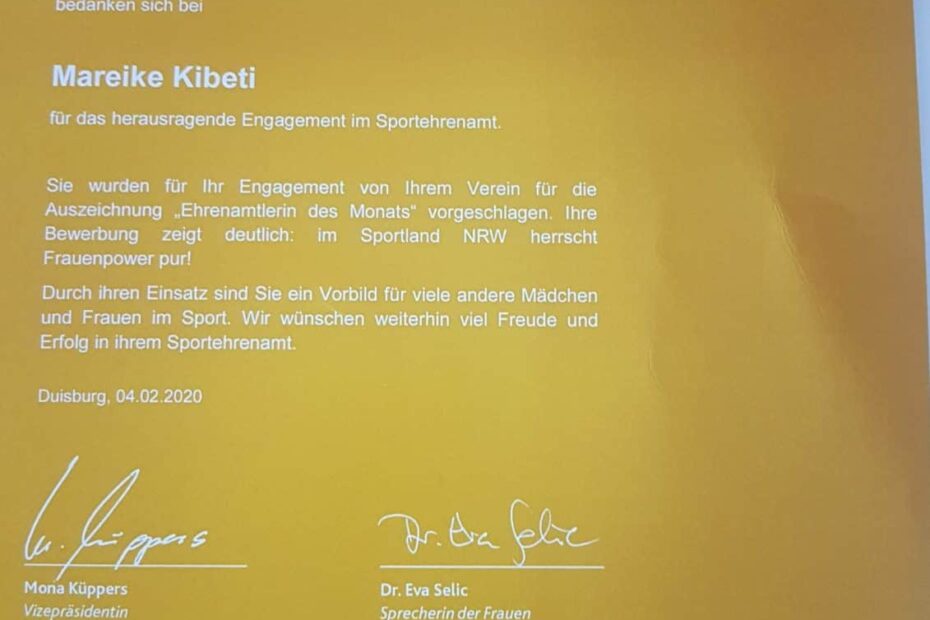 bedanken sich bei
Mareike Kibeti
für das herausragende Engagement im Sportehrenamt.
Sie wurden für Ihr Engagement von Ihrem Verein für die
Auszeichnung „Ehrenamtlerin des Monats“ vorgeschlagen. Ihre
Bewerbung zeigt deutlich: im Sportland NRW herrscht
Frauenpower pur!
Durch ihren Einsatz sind Sie ein Vorbild für viele andere Mädchen
und Frauen im Sport. Wir wünschen weiterhin viel Freude und
Erfolg in ihrem Sportehrenamt.
Duisburg, 04.02.2020
M. Küppers
Dr. Eva Selic
Mona Küppers
Dr. Eva Selic
Vizepräsidentin
Sprecherin der Frauen